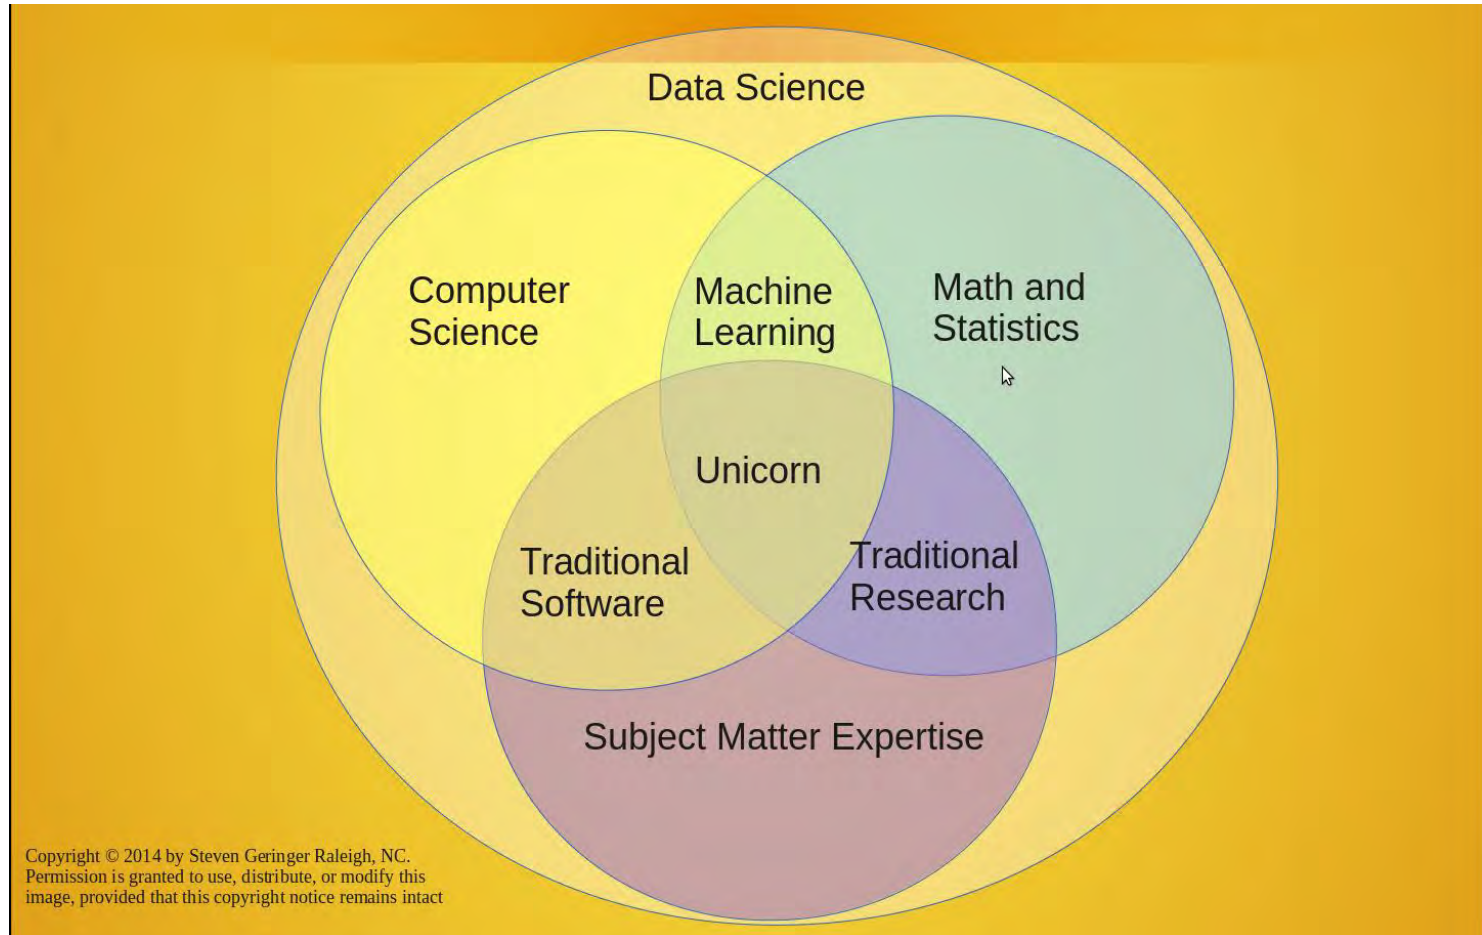 Data Science
Computer
Science
Machine
Learning
Math and
Statistics
Unicorn
Traditional
Software
Traditional
Research
Subject Matter Expertise
Copyright © 2014 by Steven Geringer Raleigh, NC.
Permission is granted to use, distribute, or modify this
image, provided that this copyright notice remains intact